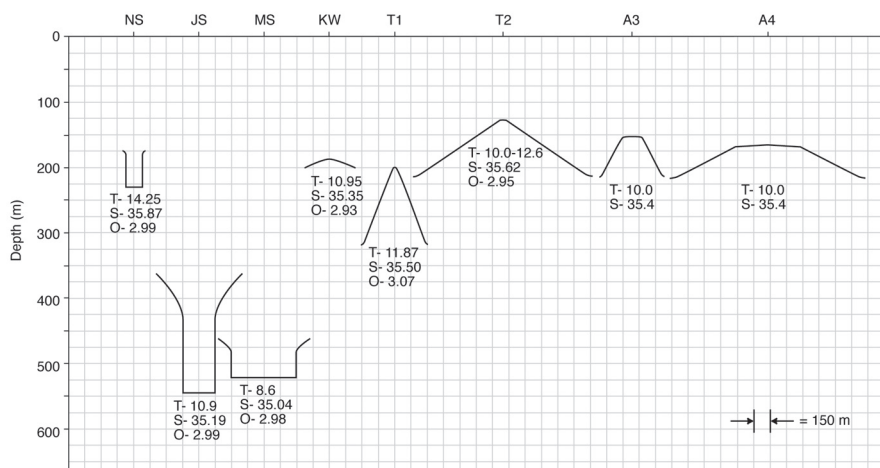 NS JS MS KW T1 T2 A3 A4
Depth (m)
0
100
200
300
400
500
600
T- 14.25
S- 35.87
O- 2.99
T- 10.9
S- 35.19
O- 2.99
T- 8.6
S- 35.04
O- 2.98
T- 10.95
S- 35.35
O- 2.93
T- 11.87
S- 35.50
O- 3.07
T- 10.0-12.6
S- 35.62
O- 2.95
T- 10.0
S- 35.4
T- 10.0
S- 35.4
= 150 m